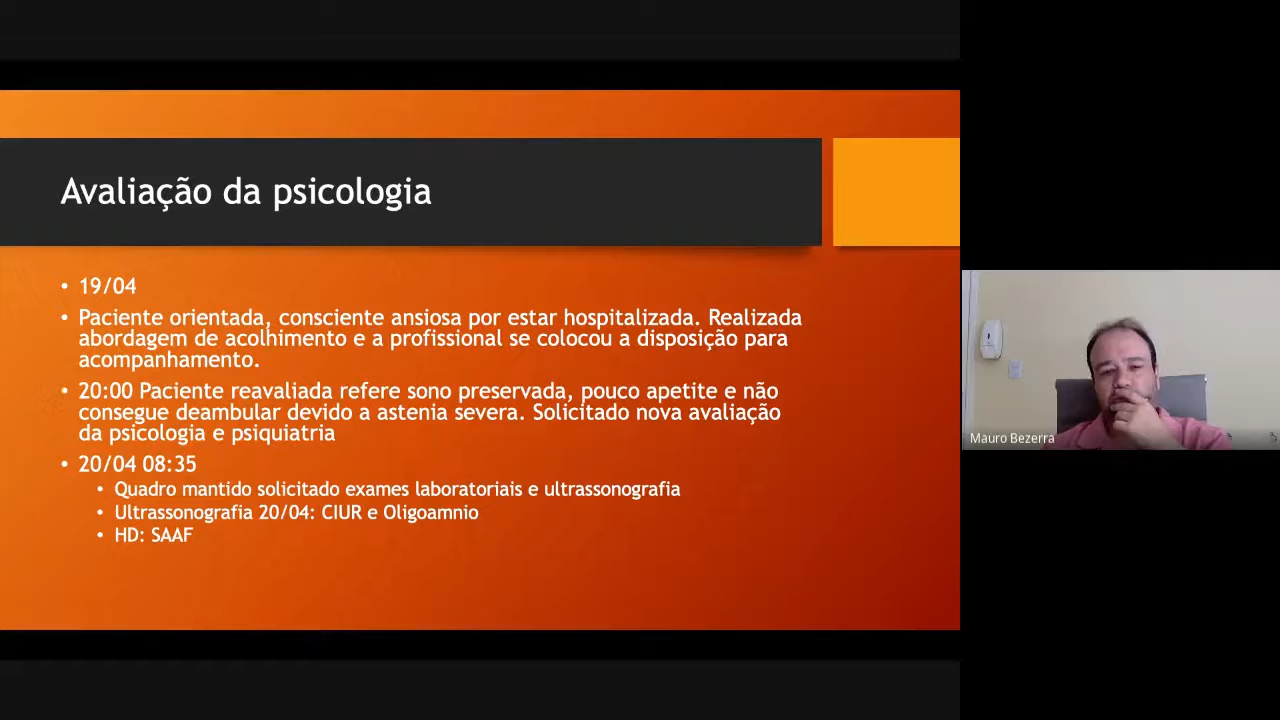 Avaliação da psicologia
• 19/04
• Paciente orientada, consciente ansiosa por estar hospitalizada. Realizada
abordagem de acolhimento e a profissional se colocou a disposição para
acompanhamento.
• 20:00 Paciente reavaliada refere sono preservada, pouco apetite e não
consegue deambular devido a astenia severa. Solicitado nova avaliação
da psicologia e psiquiatria
• 20/04 08:35
• Quadro mantido solicitado exames laboratoriais e ultrassonografia
• Ultrassonografia 20/04: CIUR e Oligoamnio
• HD: SAAF
Mauro Bezerra